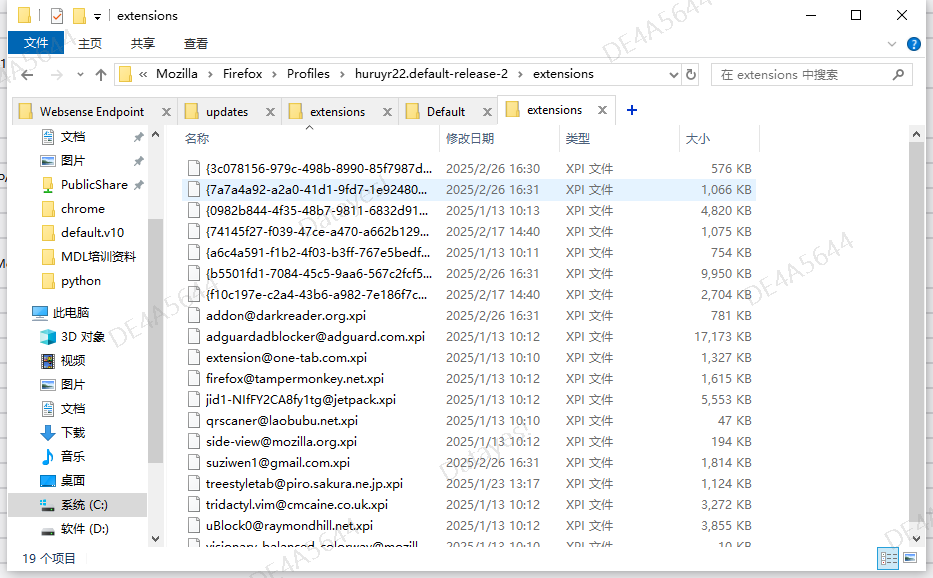 extensions
文件 主页 共享 查看
« Mozilla › Firefox › Profiles › huruyr22.default-release-2 › extensions
在 extensions 中搜索
Websense Endpoint updates extensions Default extensions
文档
图片
PublicShare
chrome
default.v10
MDL培训资料
python
此电脑
3D 对象
视频
图片
文档
下载
音乐
桌面
系统 (C:)
软件 (D:)
名称 修改日期 类型 大小
{3c078156-979c-498b-8990-85f7987d... 2025/2/26 16:30 XPI 文件 576 KB
{7a7a4a92-a2a0-41d1-9fd7-1e92480... 2025/2/26 16:31 XPI 文件 1,066 KB
{0982b844-4f35-48b7-9811-6832d91... 2025/1/13 10:13 XPI 文件 4,820 KB
{74145f27-f039-47ce-a470-a662b129... 2025/2/17 14:40 XPI 文件 1,075 KB
{a6c4a591-f1b2-4f03-b3ff-767e5bedf... 2025/1/13 10:11 XPI 文件 754 KB
{b5501fd1-7084-45c5-9aa6-567c2fcf5... 2025/2/26 16:31 XPI 文件 9,950 KB
{f10c197e-c2a4-43b6-a982-7e186f7c... 2025/2/17 14:40 XPI 文件 2,704 KB
addon@darkreader.org.xpi 2025/2/26 16:31 XPI 文件 781 KB
adguardadblocker@adguard.com.xpi 2025/1/13 10:12 XPI 文件 17,173 KB
extension@one-tab.com.xpi 2025/1/13 10:10 XPI 文件 1,327 KB
firefox@tampermonkey.net.xpi 2025/1/13 10:12 XPI 文件 1,615 KB
jid1-NIfFY2CA8fy1tg@jetpack.xpi 2025/1/13 10:12 XPI 文件 5,553 KB
qrscaner@laobubu.net.xpi 2025/1/13 10:10 XPI 文件 47 KB
side-view@mozilla.org.xpi 2025/1/13 10:12 XPI 文件 194 KB
suziwen1@gmail.com.xpi 2025/2/26 16:31 XPI 文件 1,814 KB
treestyletab@piro.sakura.ne.jp.xpi 2025/1/23 13:17 XPI 文件 1,124 KB
tridactyl.vim@cmcaine.co.uk.xpi 2025/1/13 10:12 XPI 文件 3,272 KB
uBlock0@raymondhill.net.xpi 2025/1/13 10:12 XPI 文件 3,855 KB
visionary-balanced-colorway@mozill... 2025/1/13 10:10 XPI 文件 10 KB
19 个项目
DE4A5644
DE4A5644
DE4A5644
DE4A5644